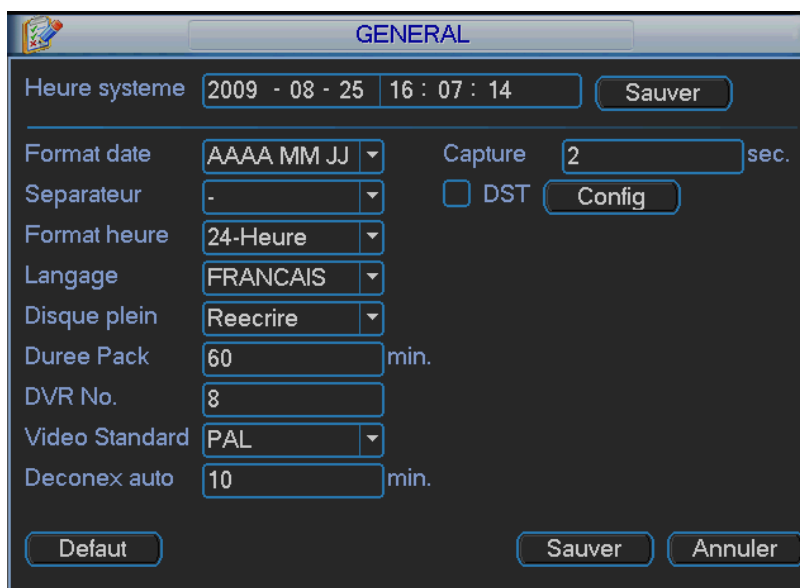 GENERAL
Heure systeme 2009 - 08 - 25 16 : 07 : 14 Sauver
Format date AAAA MM JJ Capture 2 sec.
Separateur - DST Config
Format heure 24-Heure
Langage FRANCAIS
Disque plein Reecrire
Duree Pack 60 min.
DVR No. 8
Video Standard PAL
Deconex auto 10 min.
Defaut Sauver Annuler